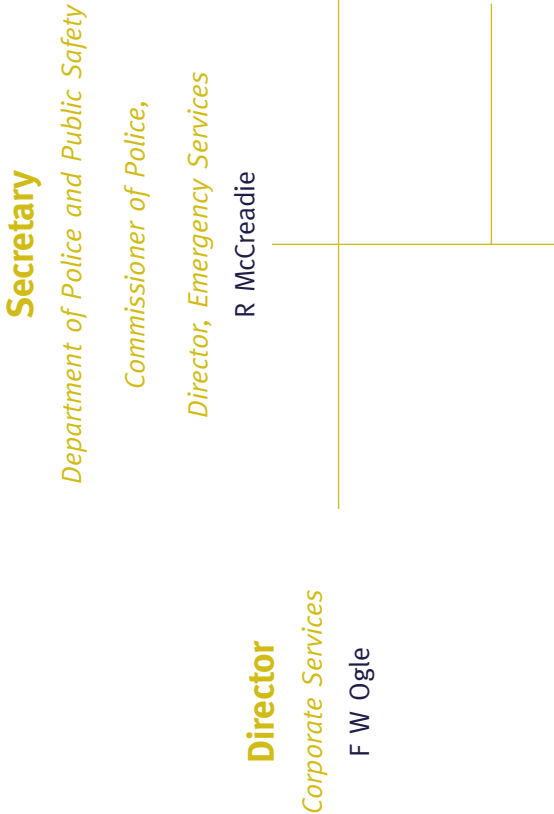 Secretary
Department of Police and Public Safety
Commissioner of Police,
Director, Emergency Services
R McCreadie
Director
Corporate Services
F W Ogle